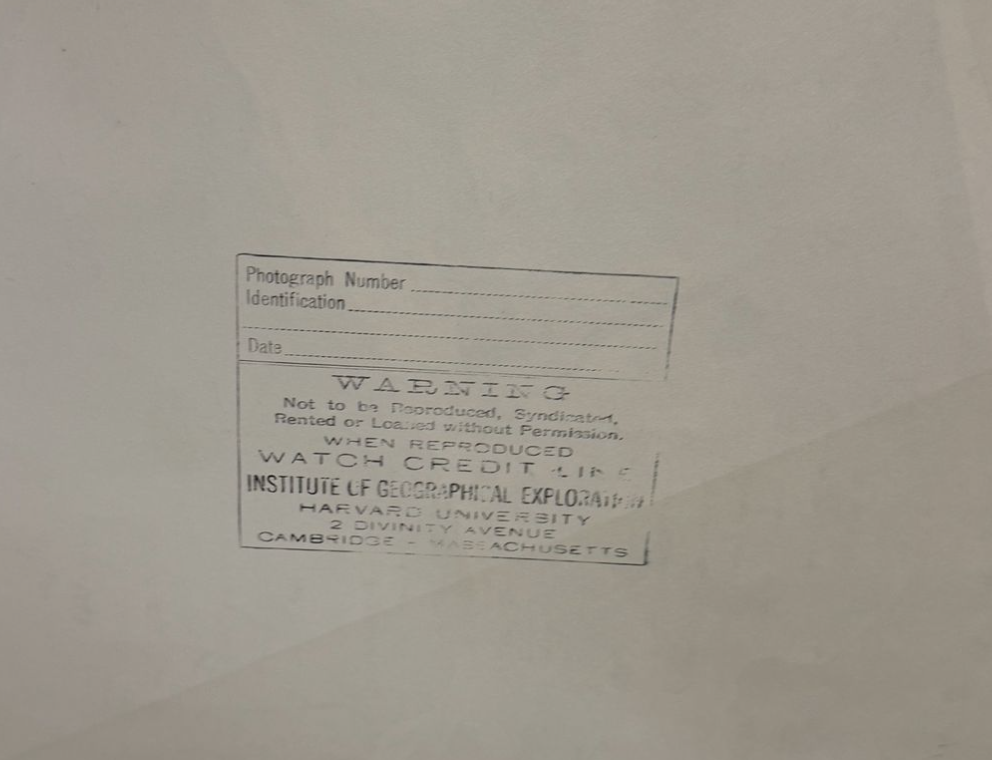 Photograph Number
Identification
Date
WARNING
Not to be Reproduced, Syndicated,
Rented or Loaned without Permission.
WHEN REPRODUCED
WATCH CREDIT LINE
INSTITUTE OF GEOGRAPHICAL EXPLORATION
HARVARD UNIVERSITY
2 DIVINITY AVENUE
CAMBRIDGE - MASSACHUSETTS